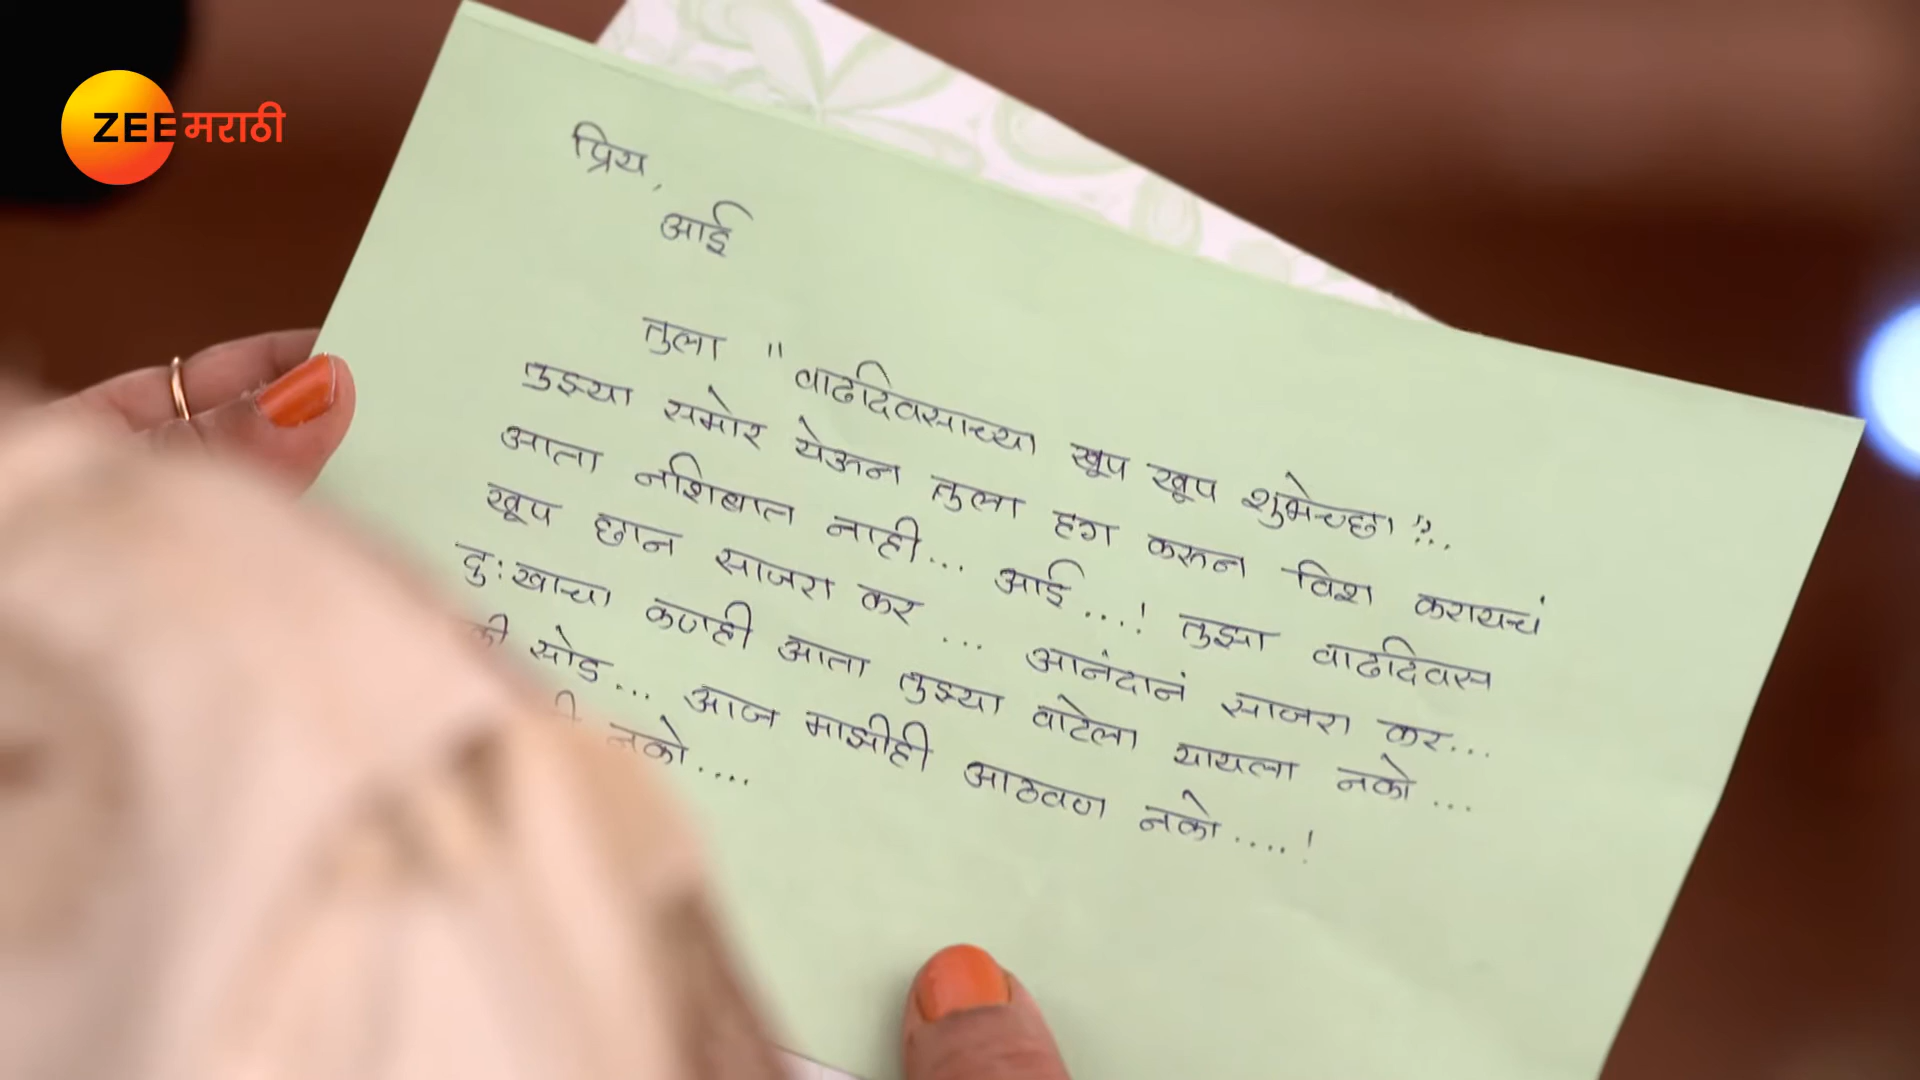 ZEE मराठी
प्रिय,
आई
तुला "वाढदिवसाच्या खूप खूप शुभेच्छा"..
तुझ्या समोर येऊन तुला हग करून विश करायचं
आता नशिबात नाही... आई...! तुझा वाढदिवस
खूप छान साजरा कर ... आनंदानं साजरा कर...
दुःखाचा कणही आता तुझ्या वाटेला यायला नको...
सोड... आज माझीही आठवण नको....!
नको....